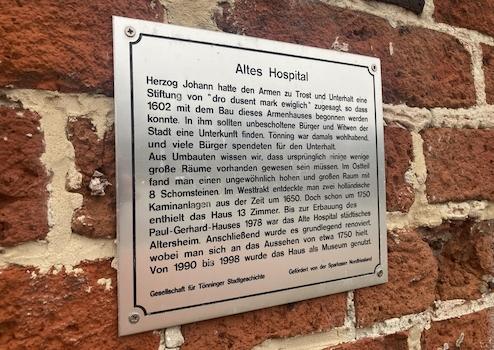 Altes Hospital
Herzog Johann hatte den Armen zu Trost und Unterhalt eine
Stiftung von "dro dusent mark ewiglich" zugesagt, so dass
1602 mit dem Bau dieses Armenhauses begonnen werden
konnte. In ihm sollten unbescholtene Bürger und Witwen der
Stadt eine Unterkunft finden. Tönning war damals wohlhabend,
und viele Bürger spendeten für den Unterhalt.
Aus Umbauten wissen wir, dass ursprünglich einige wenige
große Räume vorhanden gewesen sein müssen. Im Ostteil
fand man einen ungewöhnlich hohen und großen Raum mit
8 Schornsteinen. Im Westtrakt entdeckte man zwei holländische
Kaminanlagen aus der Zeit um 1650. Doch schon um 1750
enthielt das Haus 13 Zimmer. Bis zur Erbauung des
Paul-Gerhard-Hauses 1978 war das Alte Hospital städtisches
Altersheim. Anschließend wurde es grundlegend renoviert,
wobei man sich an das Aussehen von etwa 1750 hielt.
Von 1990 bis 1998 wurde das Haus als Museum genutzt.
Gesellschaft für Tönninger Stadtgeschichte
Gefördert von der Sparkasse Nordfriesland